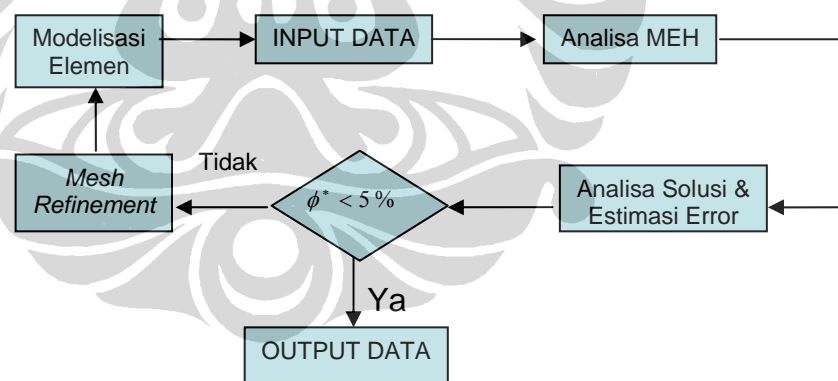 Modelisasi
Elemen
INPUT DATA
Analisa MEH
Mesh
Refinement
Tidak
ϕ* < 5 %
Analisa Solusi &
Estimasi Error
Ya
OUTPUT DATA